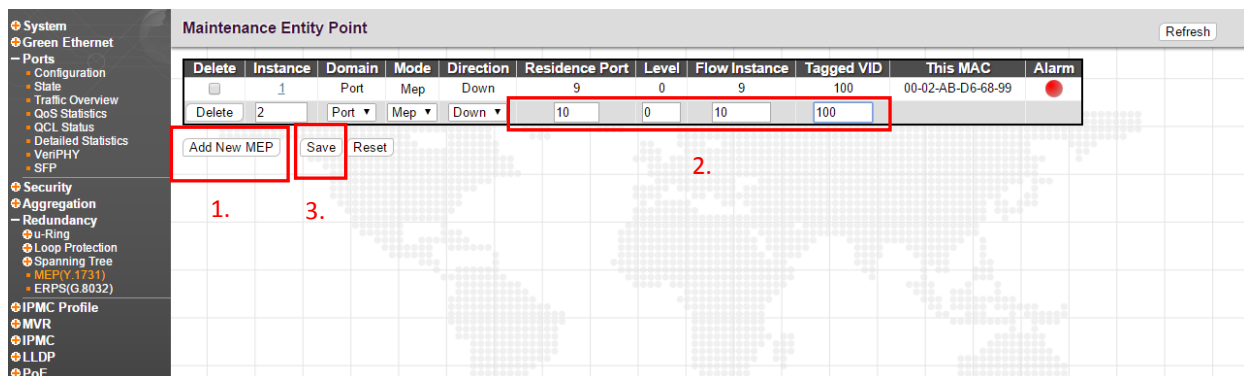 System
Green Ethernet
Ports
Configuration
State
Traffic Overview
QoS Statistics
QCL Status
Detailed Statistics
VeriPHY
SFP
Security
Aggregation
Redundancy
u-Ring
Loop Protection
Spanning Tree
MEP(Y.1731)
ERPS(G.8032)
IPMC Profile
MVR
IPMC
LLDP
PoE
Maintenance Entity Point
Refresh
Delete Instance Domain Mode Direction Residence Port Level Flow Instance Tagged VID This MAC Alarm
1 Port Mep Down 9 0 9 100 00-02-AB-D6-68-99
Delete 2 Port Mep Down 10 0 10 100
Add New MEP Save Reset
2.
1. 3.